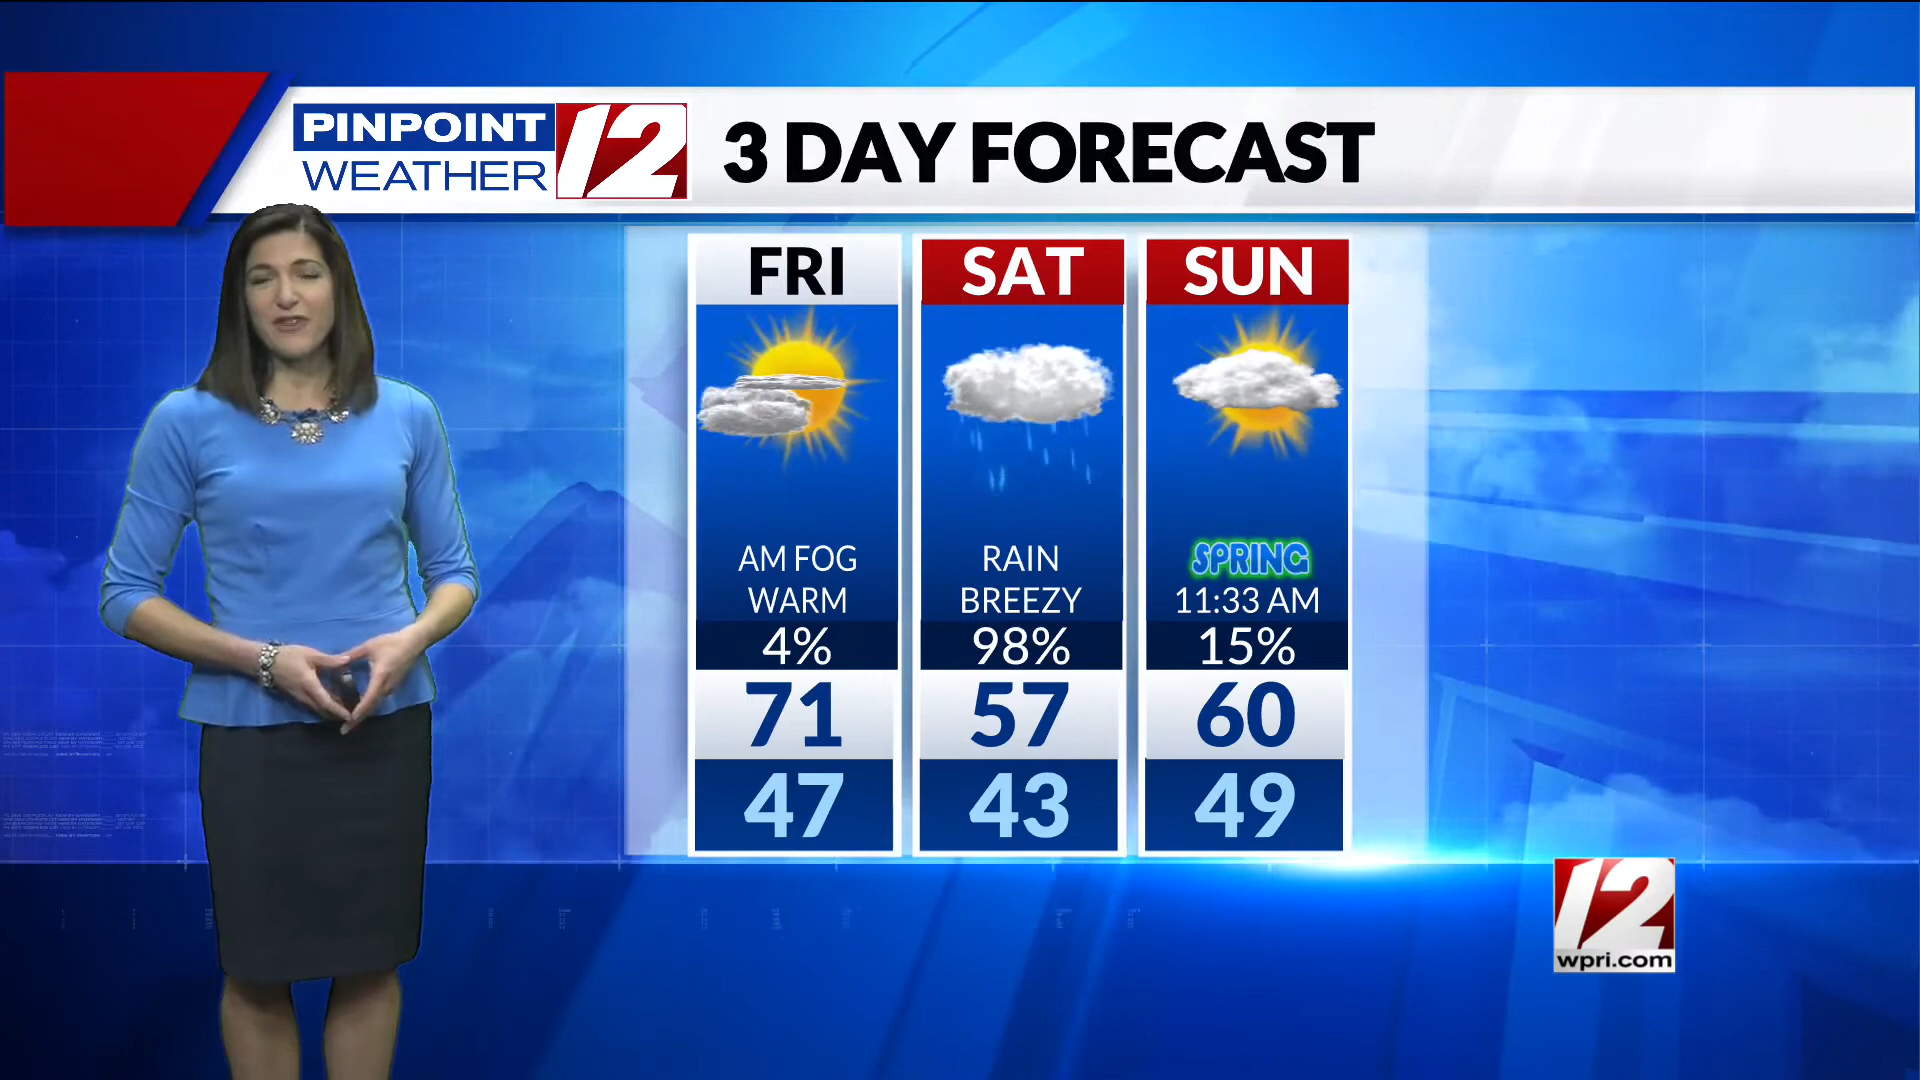 PINPOINT
WEATHER
12
3 DAY FORECAST
FRI
AM FOG
WARM
4%
71
47
SAT
RAIN
BREEZY
98%
57
43
SUN
SPRING
11:33 AM
15%
60
49
12
wpri.com